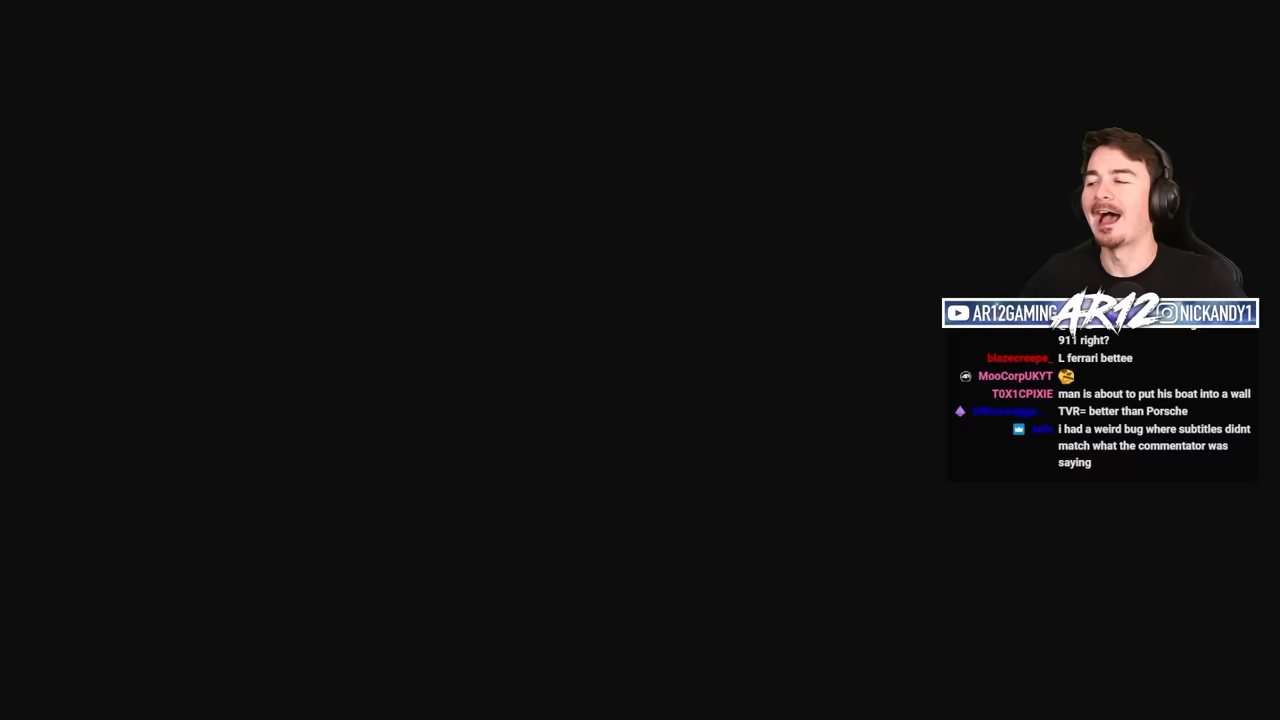 AR12GAMING AR12 NICKANDY1
911 right?
blazecreepe_ L ferrari bettee
MooCorpUKYT
T0X1CPIXIE man is about to put his boat into a wall
TVR= better than Porsche
i had a weird bug where subtitles didnt
match what the commentator was
saying